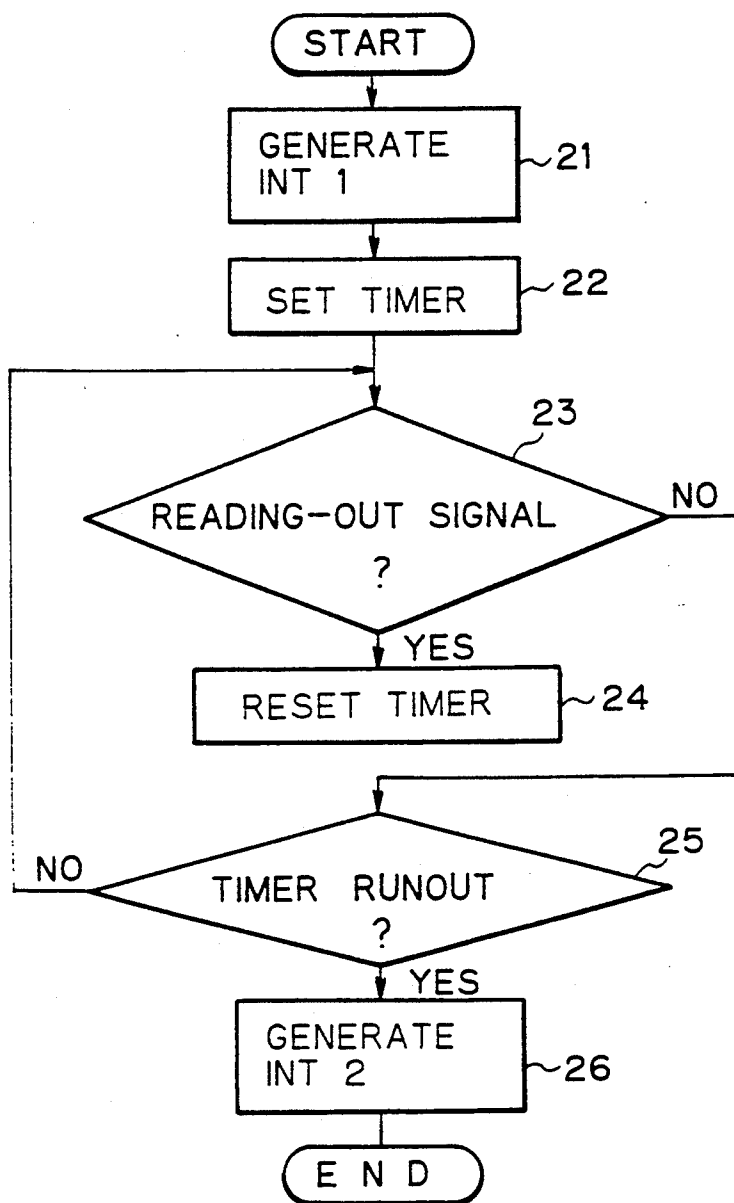 START
GENERATE
INT 1
21
SET TIMER
22
23
READING-OUT SIGNAL
?
NO
YES
RESET TIMER
24
25
NO
TIMER RUNOUT
?
YES
GENERATE
INT 2
26
END